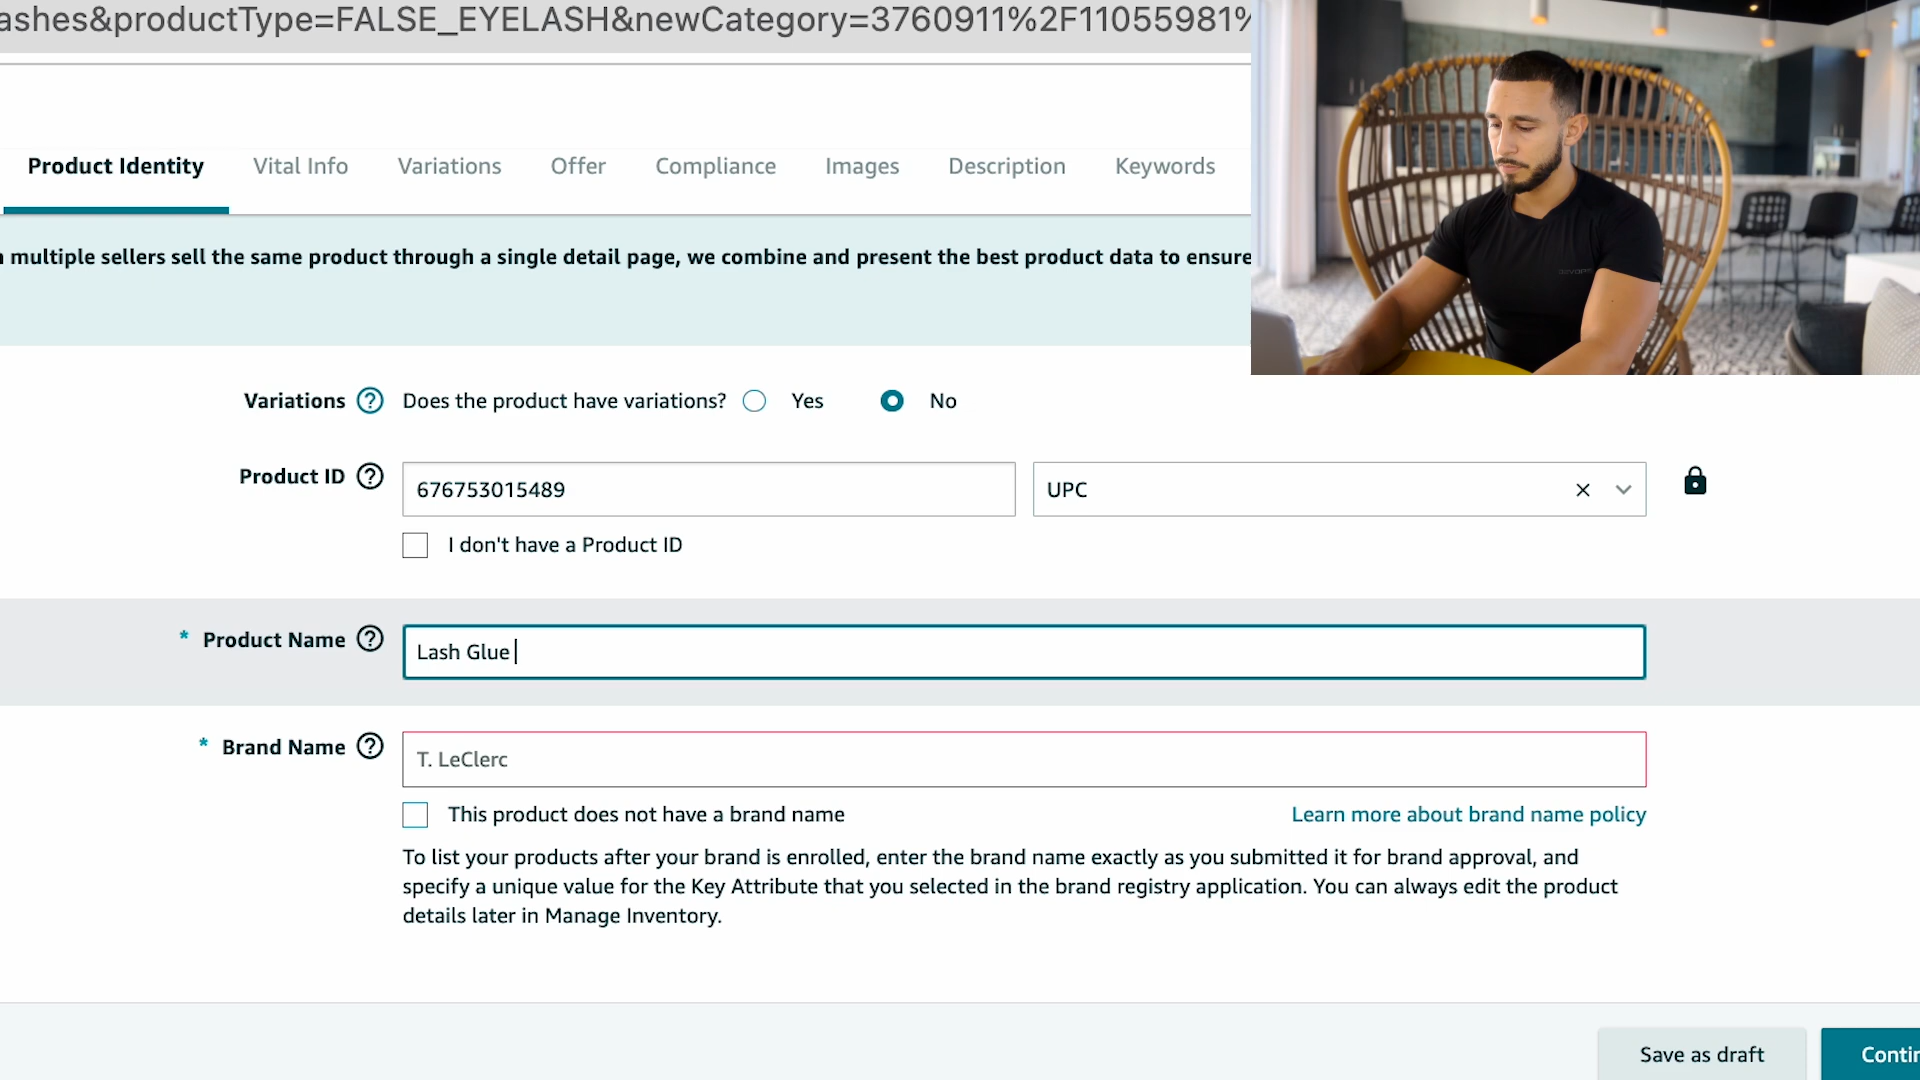 ashes&productType=FALSE_EYELASH&newCategory=3760911%2F11055981%
Product Identity Vital Info Variations Offer Compliance Images Description Keywords
multiple sellers sell the same product through a single detail page, we combine and present the best product data to ensure
Variations ? Does the product have variations? Yes No
Product ID ? 676753015489 UPC
I don't have a Product ID
* Product Name ? Lash Glue
* Brand Name ? T. LeClerc
This product does not have a brand name Learn more about brand name policy
To list your products after your brand is enrolled, enter the brand name exactly as you submitted it for brand approval, and
specify a unique value for the Key Attribute that you selected in the brand registry application. You can always edit the product
details later in Manage Inventory.
Save as draft Contin